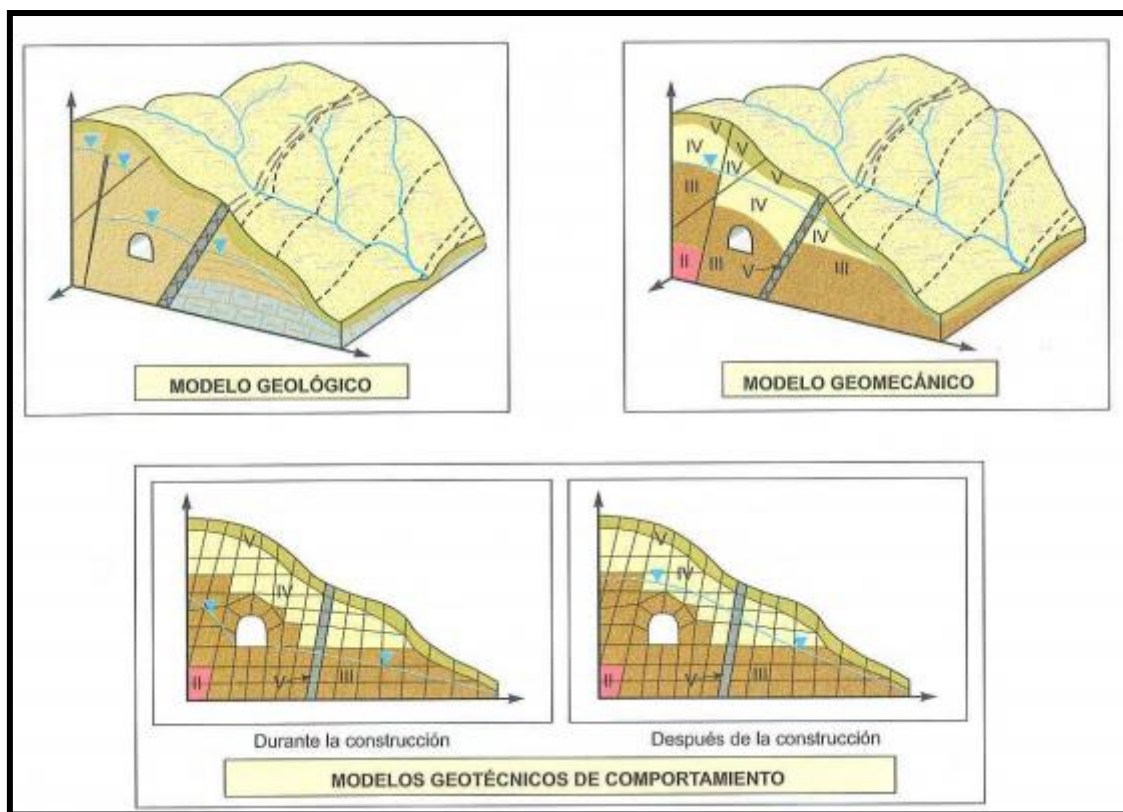 V
IV
V
IV
V
III
IV
IV
II
III
V
III
MODELO GEOLÓGICO
MODELO GEOMECÁNICO
V
IV
II
V
III
V
IV
II
V
III
Durante la construcción
Después de la construcción
MODELOS GEOTÉCNICOS DE COMPORTAMIENTO